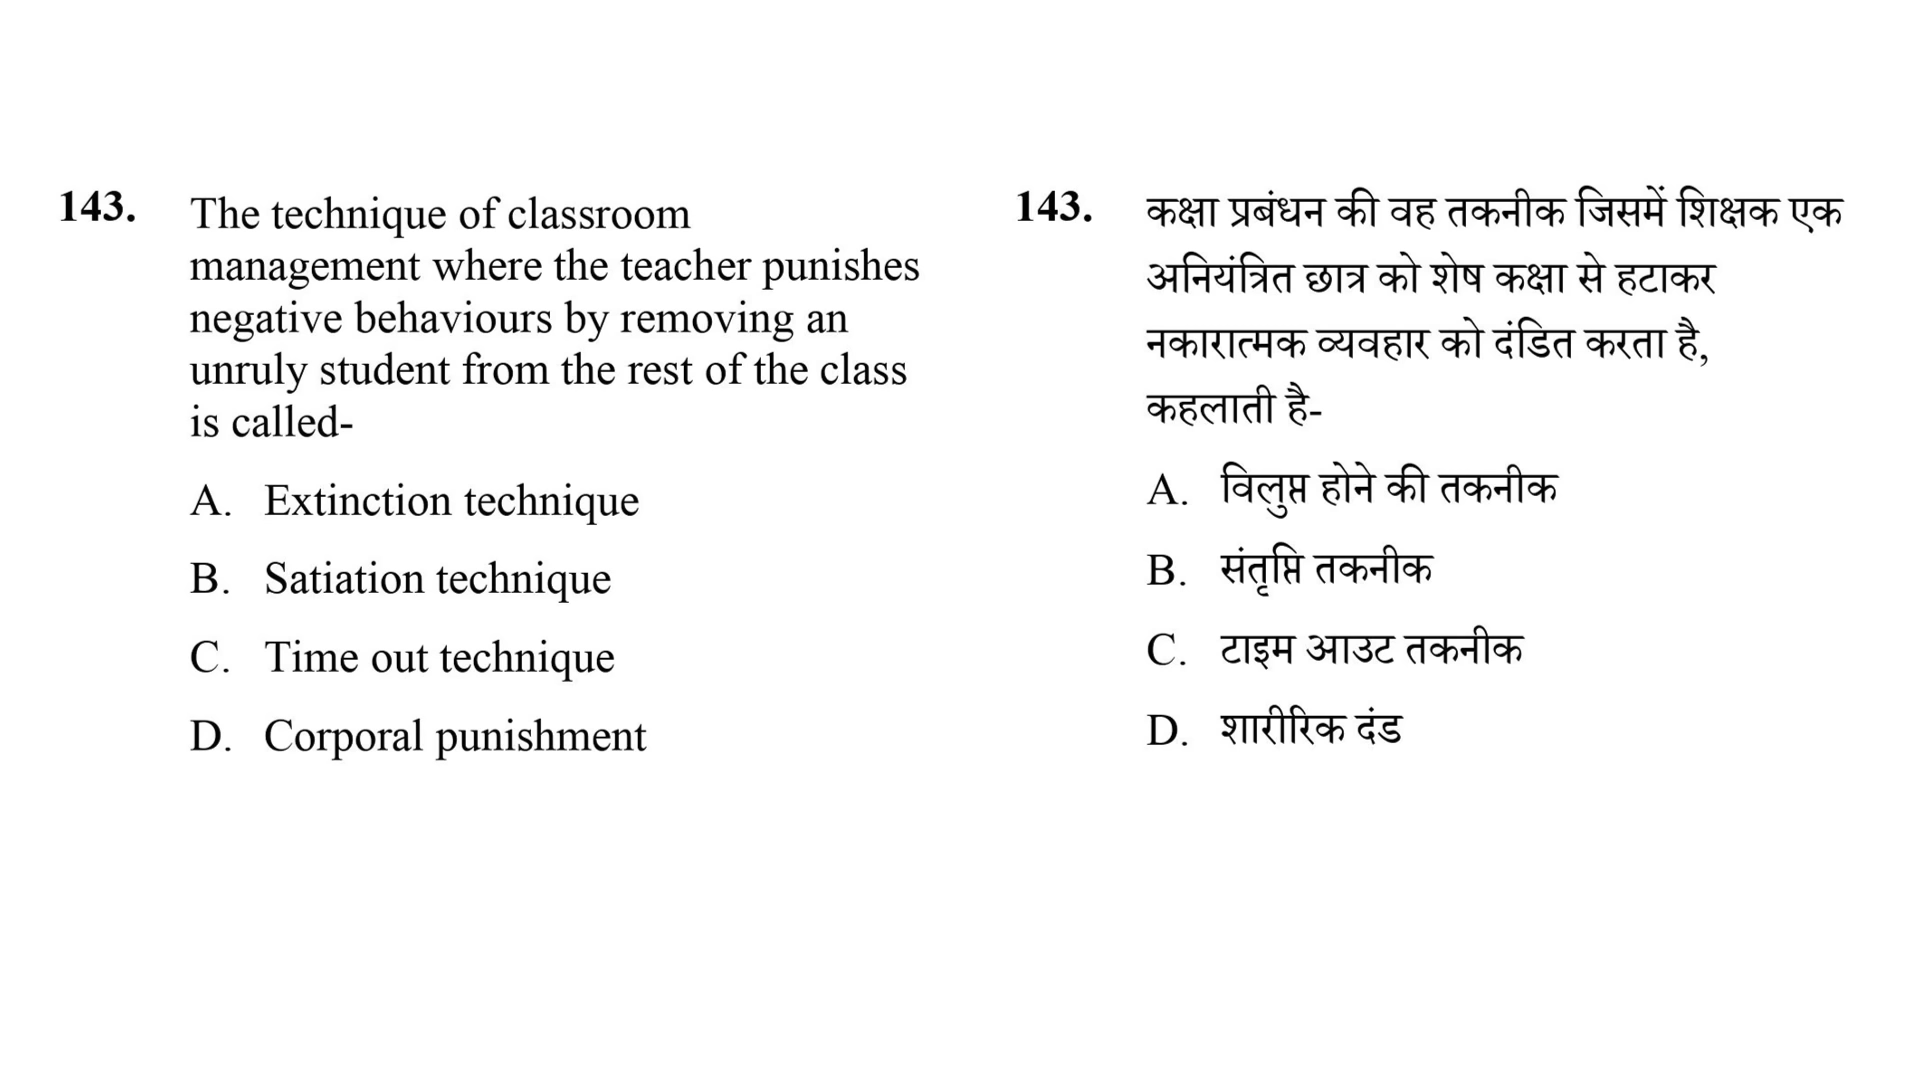 143. The technique of classroom
management where the teacher punishes
negative behaviours by removing an
unruly student from the rest of the class
is called-
A. Extinction technique
B. Satiation technique
C. Time out technique
D. Corporal punishment
143. कक्षा प्रबंधन की वह तकनीक जिसमें शिक्षक एक
अनियंत्रित छात्र को शेष कक्षा से हटाकर
नकारात्मक व्यवहार को दंडित करता है,
कहलाती है-
A. विलुप्त होने की तकनीक
B. संतृप्ति तकनीक
C. टाइम आउट तकनीक
D. शारीरिक दंड